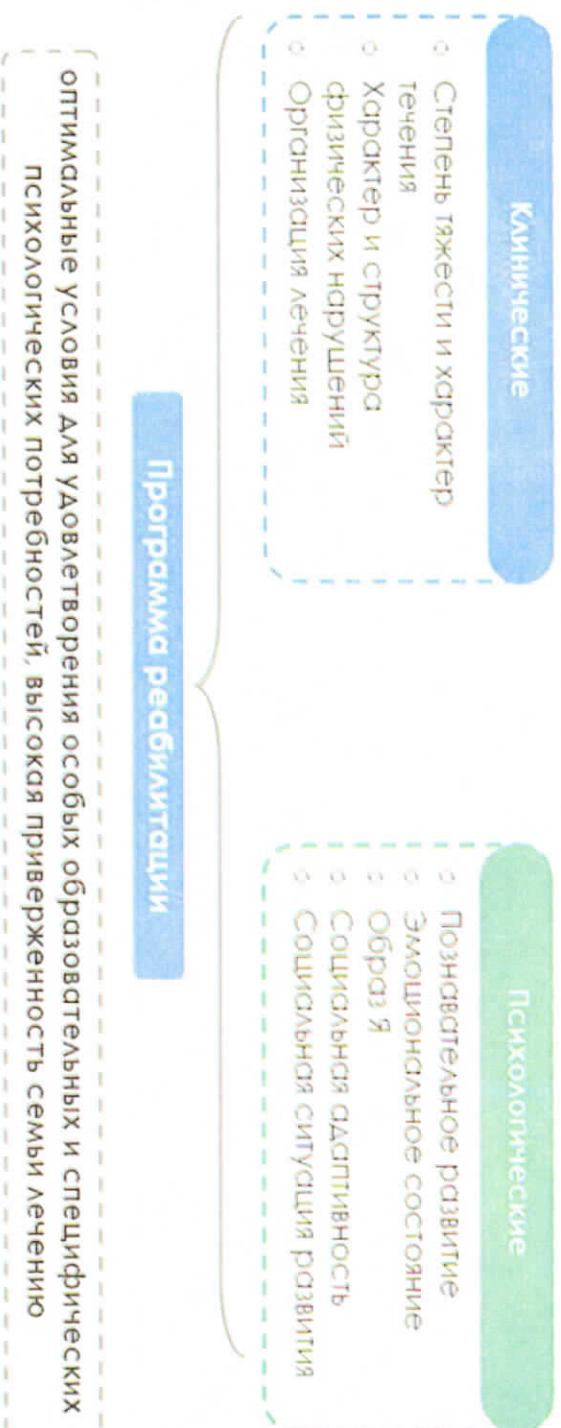 Клинические
Степень тяжести и характер
течения
Характер и структура
физических нарушений
Организация лечения
Психологические
Познавательное развитие
Эмоциональное состояние
Образ Я
Социальная адаптивность
Социальная ситуация развития
Программа реабилитации
оптимальные условия для удовлетворения особых образовательных и специфических
психологических потребностей, высокая приверженность семьи лечению